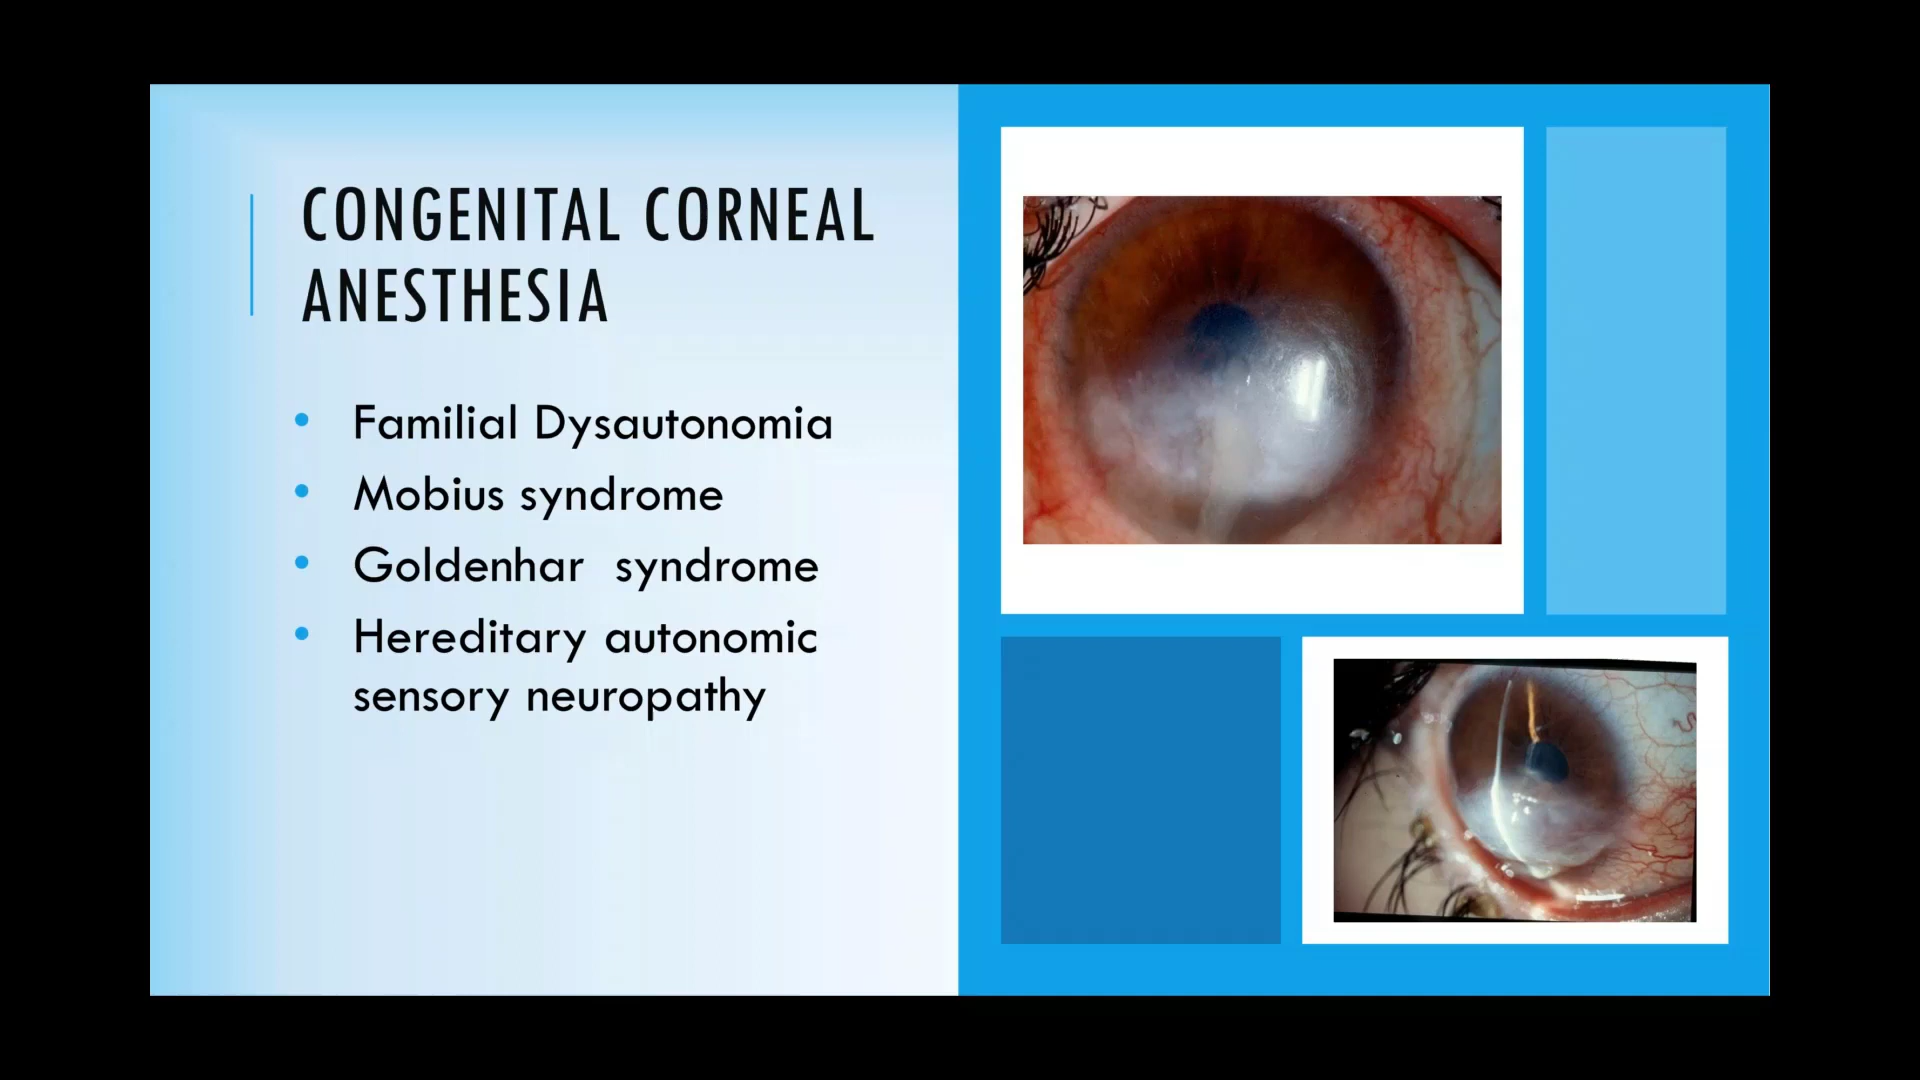 CONGENITAL CORNEAL
ANESTHESIA
• Familial Dysautonomia
• Mobius syndrome
• Goldenhar syndrome
• Hereditary autonomic
sensory neuropathy